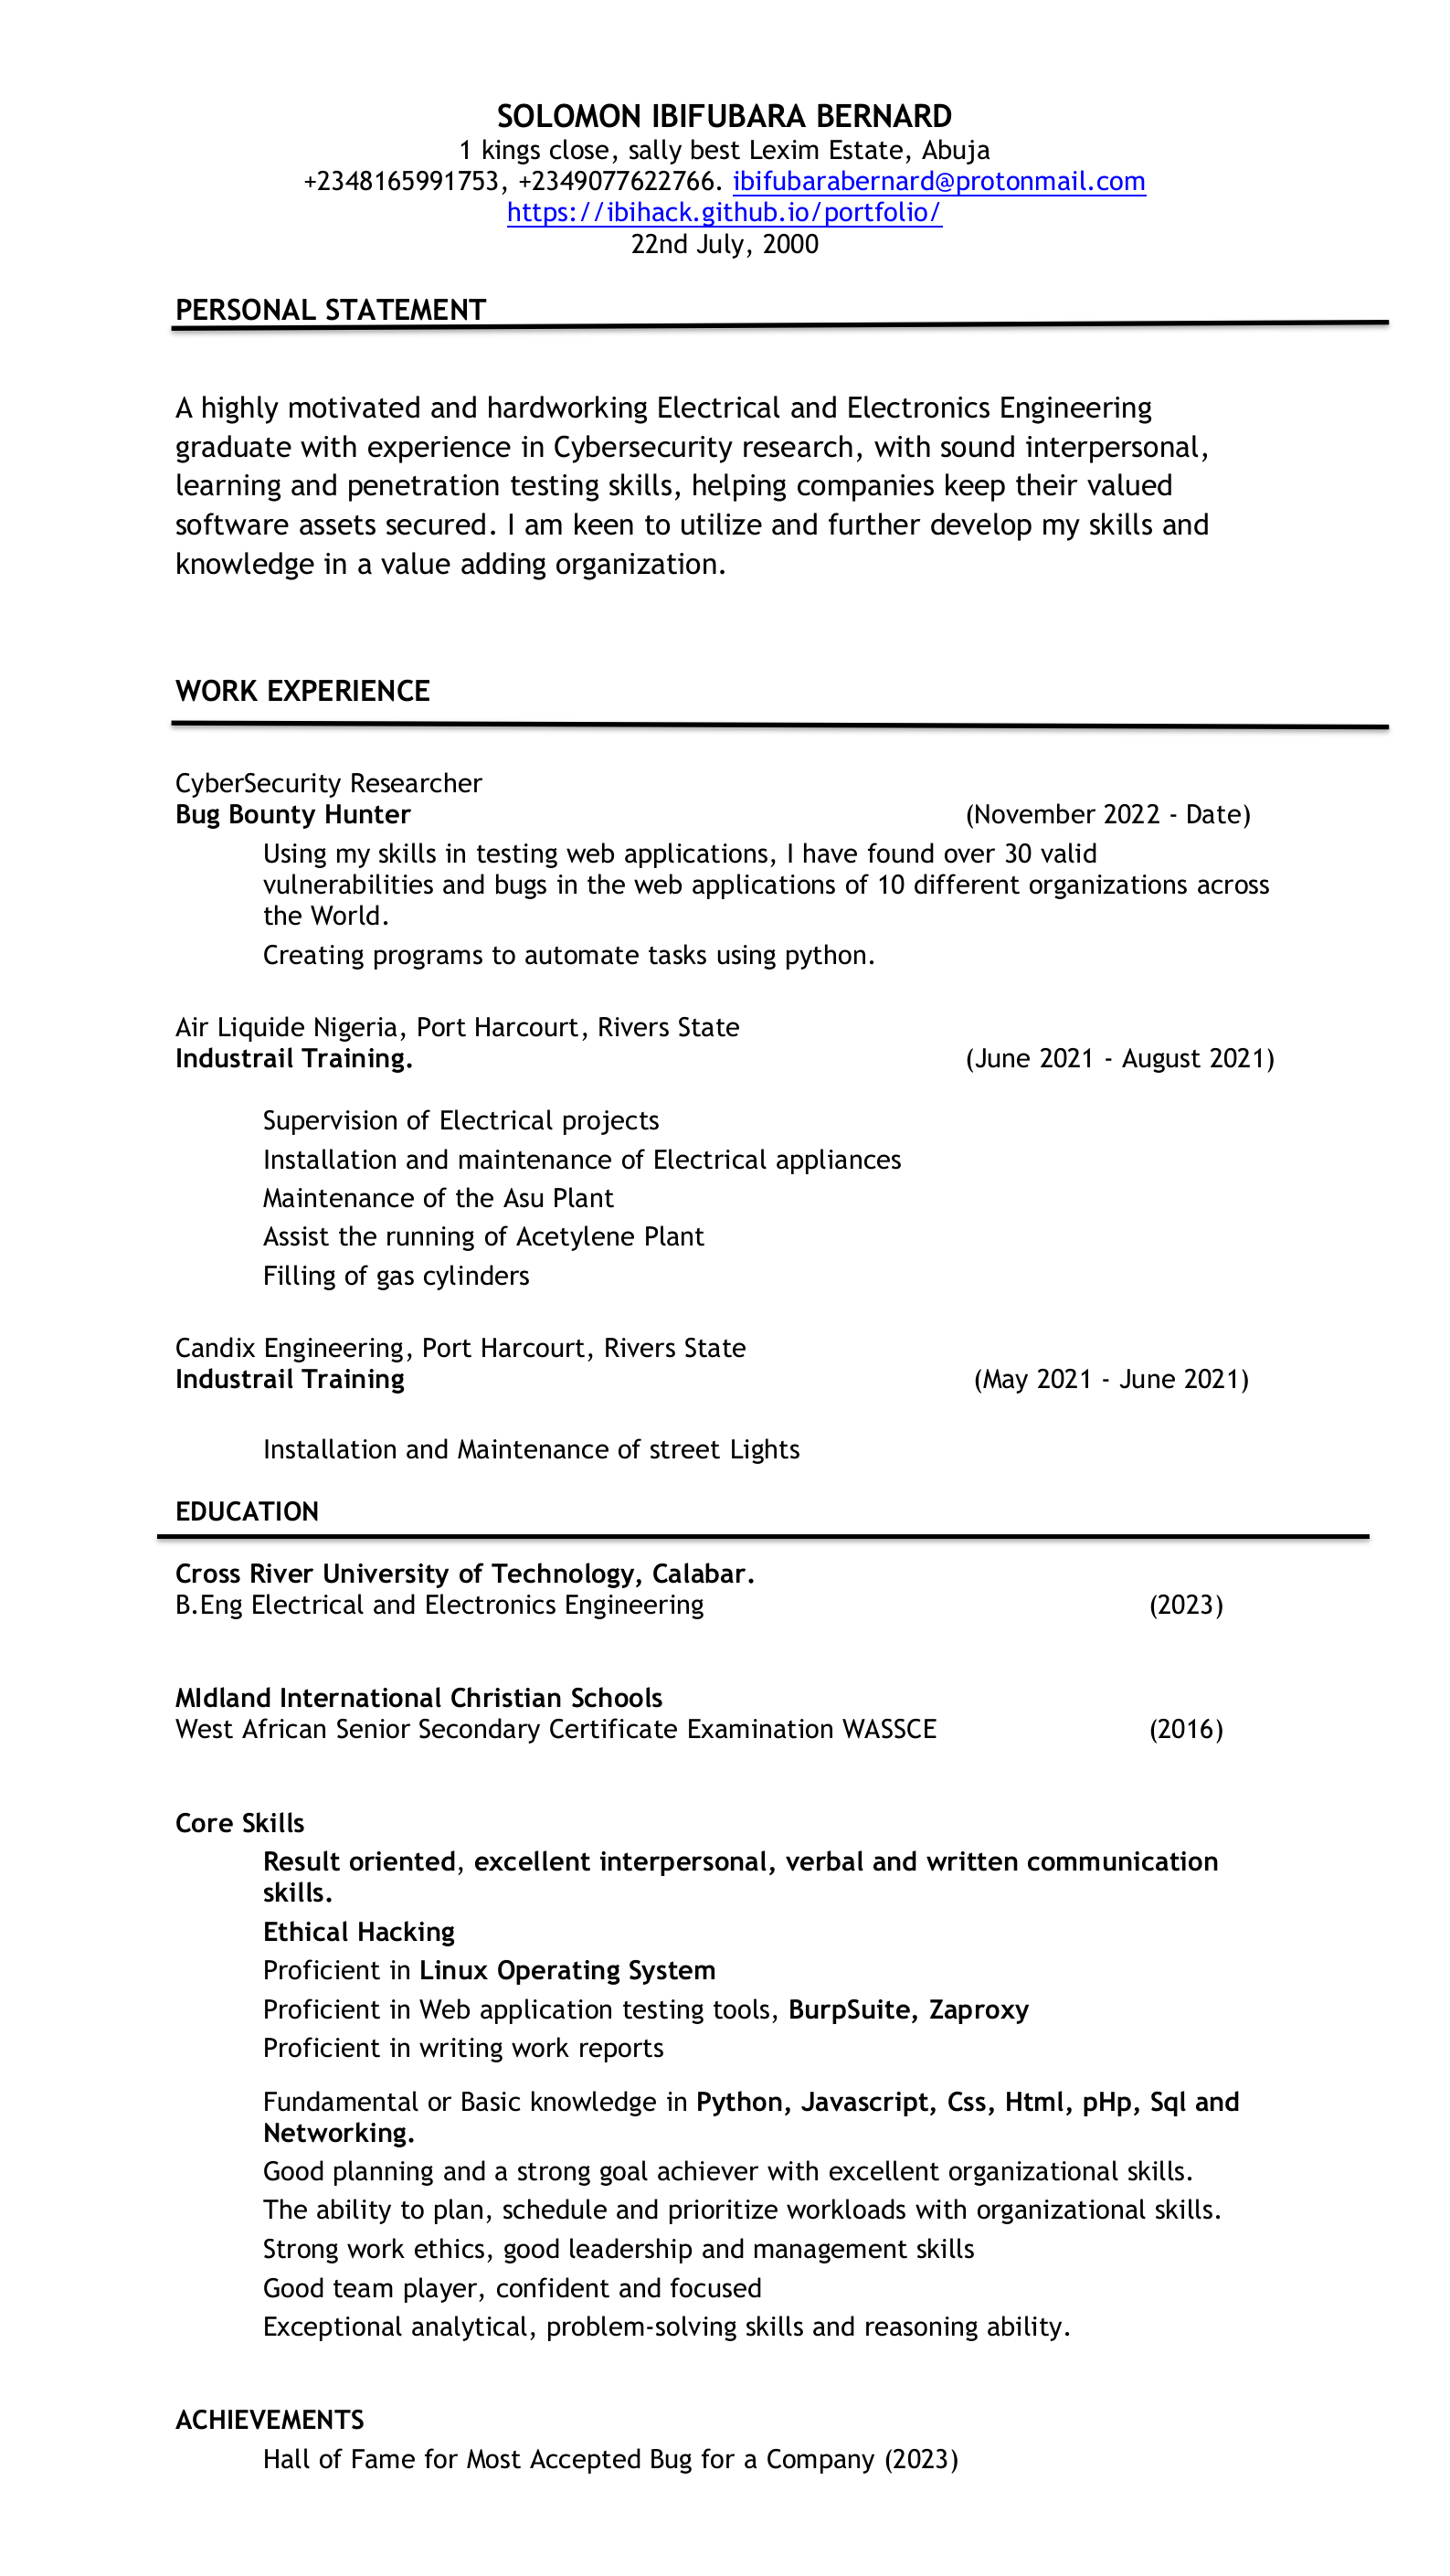 SOLOMON IBIFUBARA BERNARD
1 kings close, sally best Lexim Estate, Abuja
+2348165991753, +2349077622766. ibifubarabernard@protonmail.com
https://ibihack.github.io/portfolio/
22nd July, 2000
PERSONAL STATEMENT
A highly motivated and hardworking Electrical and Electronics Engineering
graduate with experience in Cybersecurity research, with sound interpersonal,
learning and penetration testing skills, helping companies keep their valued
software assets secured. I am keen to utilize and further develop my skills and
knowledge in a value adding organization.
WORK EXPERIENCE
CyberSecurity Researcher
Bug Bounty Hunter (November 2022 - Date)
Using my skills in testing web applications, I have found over 30 valid
vulnerabilities and bugs in the web applications of 10 different organizations across
the World.
Creating programs to automate tasks using python.
Air Liquide Nigeria, Port Harcourt, Rivers State
Industrail Training. (June 2021 - August 2021)
Supervision of Electrical projects
Installation and maintenance of Electrical appliances
Maintenance of the Asu Plant
Assist the running of Acetylene Plant
Filling of gas cylinders
Candix Engineering, Port Harcourt, Rivers State
Industrail Training (May 2021 - June 2021)
Installation and Maintenance of street Lights
EDUCATION
Cross River University of Technology, Calabar.
B.Eng Electrical and Electronics Engineering (2023)
MIdland International Christian Schools
West African Senior Secondary Certificate Examination WASSCE (2016)
Core Skills
Result oriented, excellent interpersonal, verbal and written communication
skills.
Ethical Hacking
Proficient in Linux Operating System
Proficient in Web application testing tools, BurpSuite, Zaproxy
Proficient in writing work reports
Fundamental or Basic knowledge in Python, Javascript, Css, Html, pHp, Sql and
Networking.
Good planning and a strong goal achiever with excellent organizational skills.
The ability to plan, schedule and prioritize workloads with organizational skills.
Strong work ethics, good leadership and management skills
Good team player, confident and focused
Exceptional analytical, problem-solving skills and reasoning ability.
ACHIEVEMENTS
Hall of Fame for Most Accepted Bug for a Company (2023)